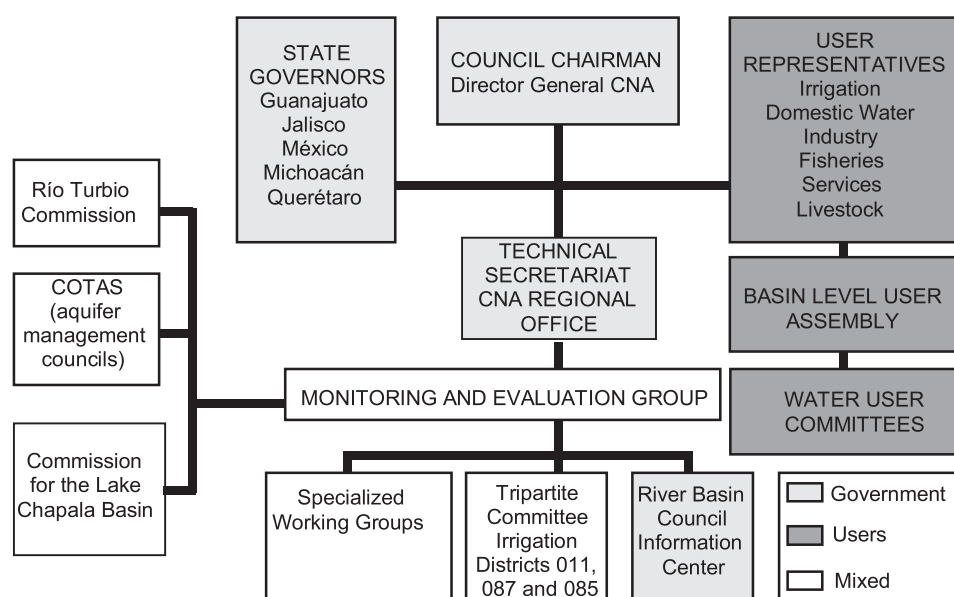 STATE
GOVERNORS
Guanajuato
Jalisco
México
Michoacán
Querétaro
COUNCIL CHAIRMAN
Director General CNA
USER
REPRESENTATIVES
Irrigation
Domestic Water
Industry
Fisheries
Services
Livestock
Río Turbio
Commission
COTAS
(aquifer
management
councils)
Commission
for the Lake
Chapala Basin
TECHNICAL
SECRETARIAT
CNA REGIONAL
OFFICE
BASIN LEVEL USER
ASSEMBLY
MONITORING AND EVALUATION GROUP
WATER USER
COMMITTEES
Specialized
Working Groups
Tripartite
Committee
Irrigation
Districts 011,
087 and 085
River Basin
Council
Information
Center
Government
Users
Mixed